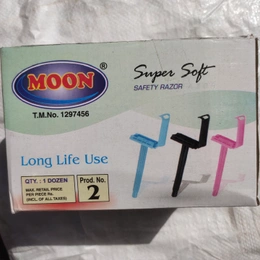 MOON ®
T.M.No. 1297456
Super Soft
SAFETY RAZOR
Long Life Use
QTY. : 1 DOZEN
MAX. RETAIL PRICE
PER PIECE Rs.
(INCL. OF ALL TAXES)
Prod. No.
2